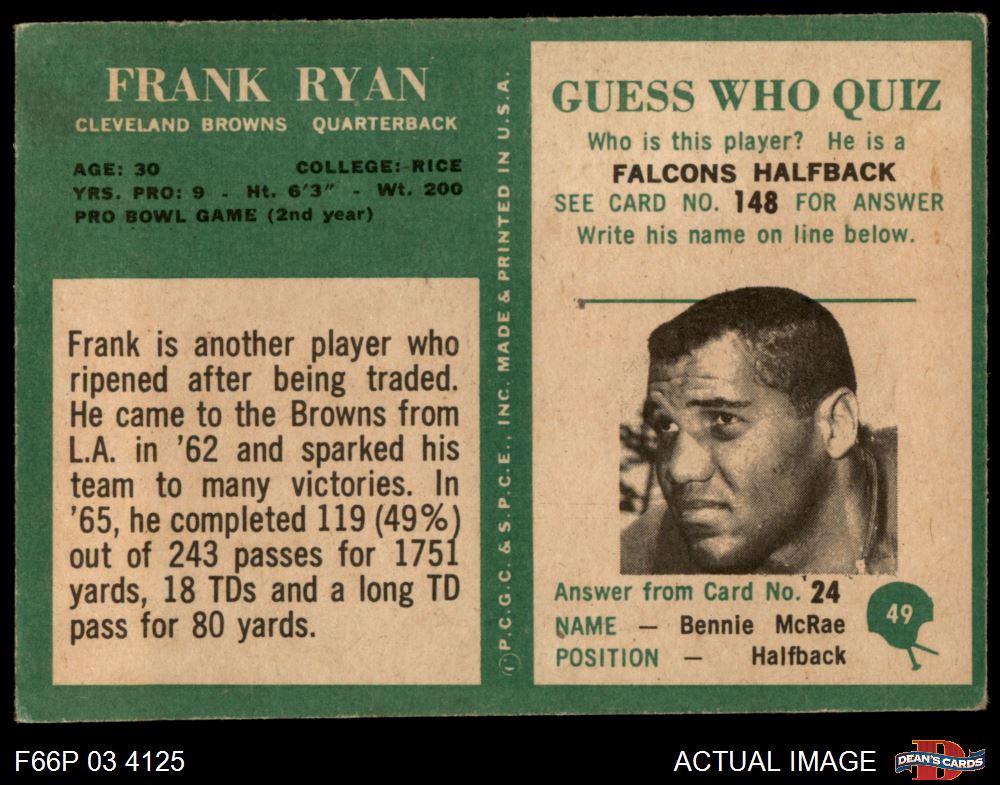 FRANK RYAN
CLEVELAND BROWNS QUARTERBACK
AGE: 30 COLLEGE: RICE
YRS. PRO: 9 - Ht. 6'3" - Wt. 200
PRO BOWL GAME (2nd year)
Frank is another player who
ripened after being traded.
He came to the Browns from
L.A. in '62 and sparked his
team to many victories. In
'65, he completed 119 (49%)
out of 243 passes for 1751
yards, 18 TDs and a long TD
pass for 80 yards.
©P.C.G.C. & S.P.C.E., INC. MADE & PRINTED IN U.S.A.
GUESS WHO QUIZ
Who is this player? He is a
FALCONS HALFBACK
SEE CARD NO. 148 FOR ANSWER
Write his name on line below.
Answer from Card No. 24
NAME — Bennie McRae
POSITION — Halfback
49
F66P 03 4125
ACTUAL IMAGE
DEAN'S CARDS